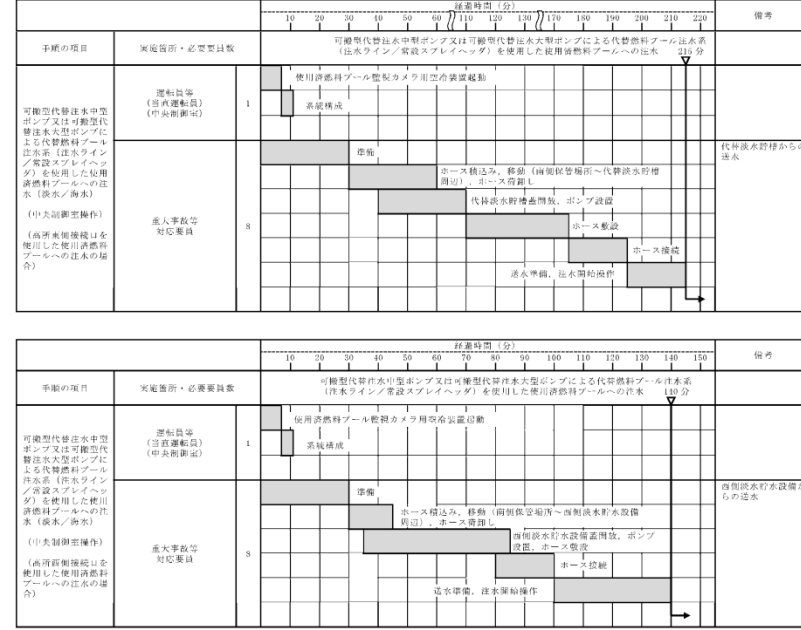 経過時間（分）
10 20 30 40 50 60 110 120 130 170 180 190 200 210 220
備考
手順の項目
実施箇所・必要要員数
可搬型代替注水中型ポンプ又は可搬型代替注水大型ポンプによる代替燃料プール注水系
（注水ライン／常設スプレイヘッダ）を使用した使用済燃料プールへの注水 215分
可搬型代替注水中型
ポンプ又は可搬型代
替注水大型ポンプに
よる代替燃料プール
注水系（注水ライン
／常設スプレイヘッ
ダ）を使用した使用
済燃料プールへの注
水（淡水／海水）
（中央制御室操作）
（高所東側接続口を
使用した使用済燃料
プールへの注水の場
合）
運転員等
（当直運転員）
（中央制御室）
1
使用済燃料プール監視カメラ用空冷装置起動
系統構成
重大事故等
対応要員
8
準備
ホース積込み，移動（南側保管場所～代替淡水貯槽
周辺），ホース荷卸し
代替淡水貯槽蓋開放，ポンプ設置
ホース敷設
ホース接続
送水準備，注水開始操作
代替淡水貯槽からの
送水
経過時間（分）
10 20 30 40 50 60 70 80 90 100 110 120 130 140 150
備考
手順の項目
実施箇所・必要要員数
可搬型代替注水中型ポンプ又は可搬型代替注水大型ポンプによる代替燃料プール注水系
（注水ライン／常設スプレイヘッダ）を使用した使用済燃料プールへの注水 140分
可搬型代替注水中型
ポンプ又は可搬型代
替注水大型ポンプに
よる代替燃料プール
注水系（注水ライン
／常設スプレイヘッ
ダ）を使用した使用
済燃料プールへの注
水（淡水／海水）
（中央制御室操作）
（高所西側接続口を
使用した使用済燃料
プールへの注水の場
合）
運転員等
（当直運転員）
（中央制御室）
1
使用済燃料プール監視カメラ用空冷装置起動
系統構成
重大事故等
対応要員
8
準備
ホース積込み，移動（南側保管場所～西側淡水貯水設備
周辺），ホース荷卸し
西側淡水貯水設備蓋開放，ポンプ
設置，ホース敷設
ホース接続
送水準備，注水開始操作
西側淡水貯水設備か
らの送水